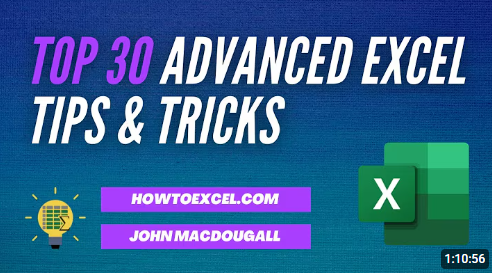 TOP 30 ADVANCED EXCEL
TIPS & TRICKS
HOWTOEXCEL.COM
JOHN MACDOUGALL
X
1:10:56